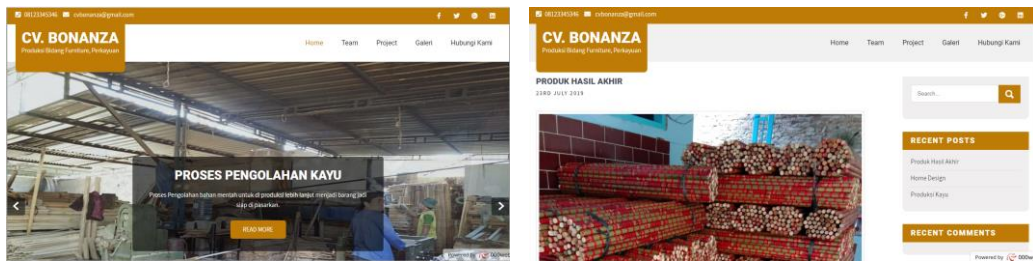 08123345346 cvbonanza@gmail.com
CV. BONANZA
Produksi Bidang Furniture, Perkayuan
Home Team Project Galeri Hubungi Kami
PROSES PENGOLAHAN KAYU
Proses Pengolahan bahan mentah untuk di produksi lebih lanjut menjadi barang jadi
siap di pasarkan.
READ MORE
Powered by
08123345346 cvbonanza@gmail.com
CV. BONANZA
Produksi Bidang Furniture, Perkayuan
Home Team Project Galeri Hubungi Kami
PRODUK HASIL AKHIR
23RD JULY 2019
Search...
RECENT POSTS
Produk Hasil Akhir
Home Design
Produksi Kayu
RECENT COMMENTS
Powered by